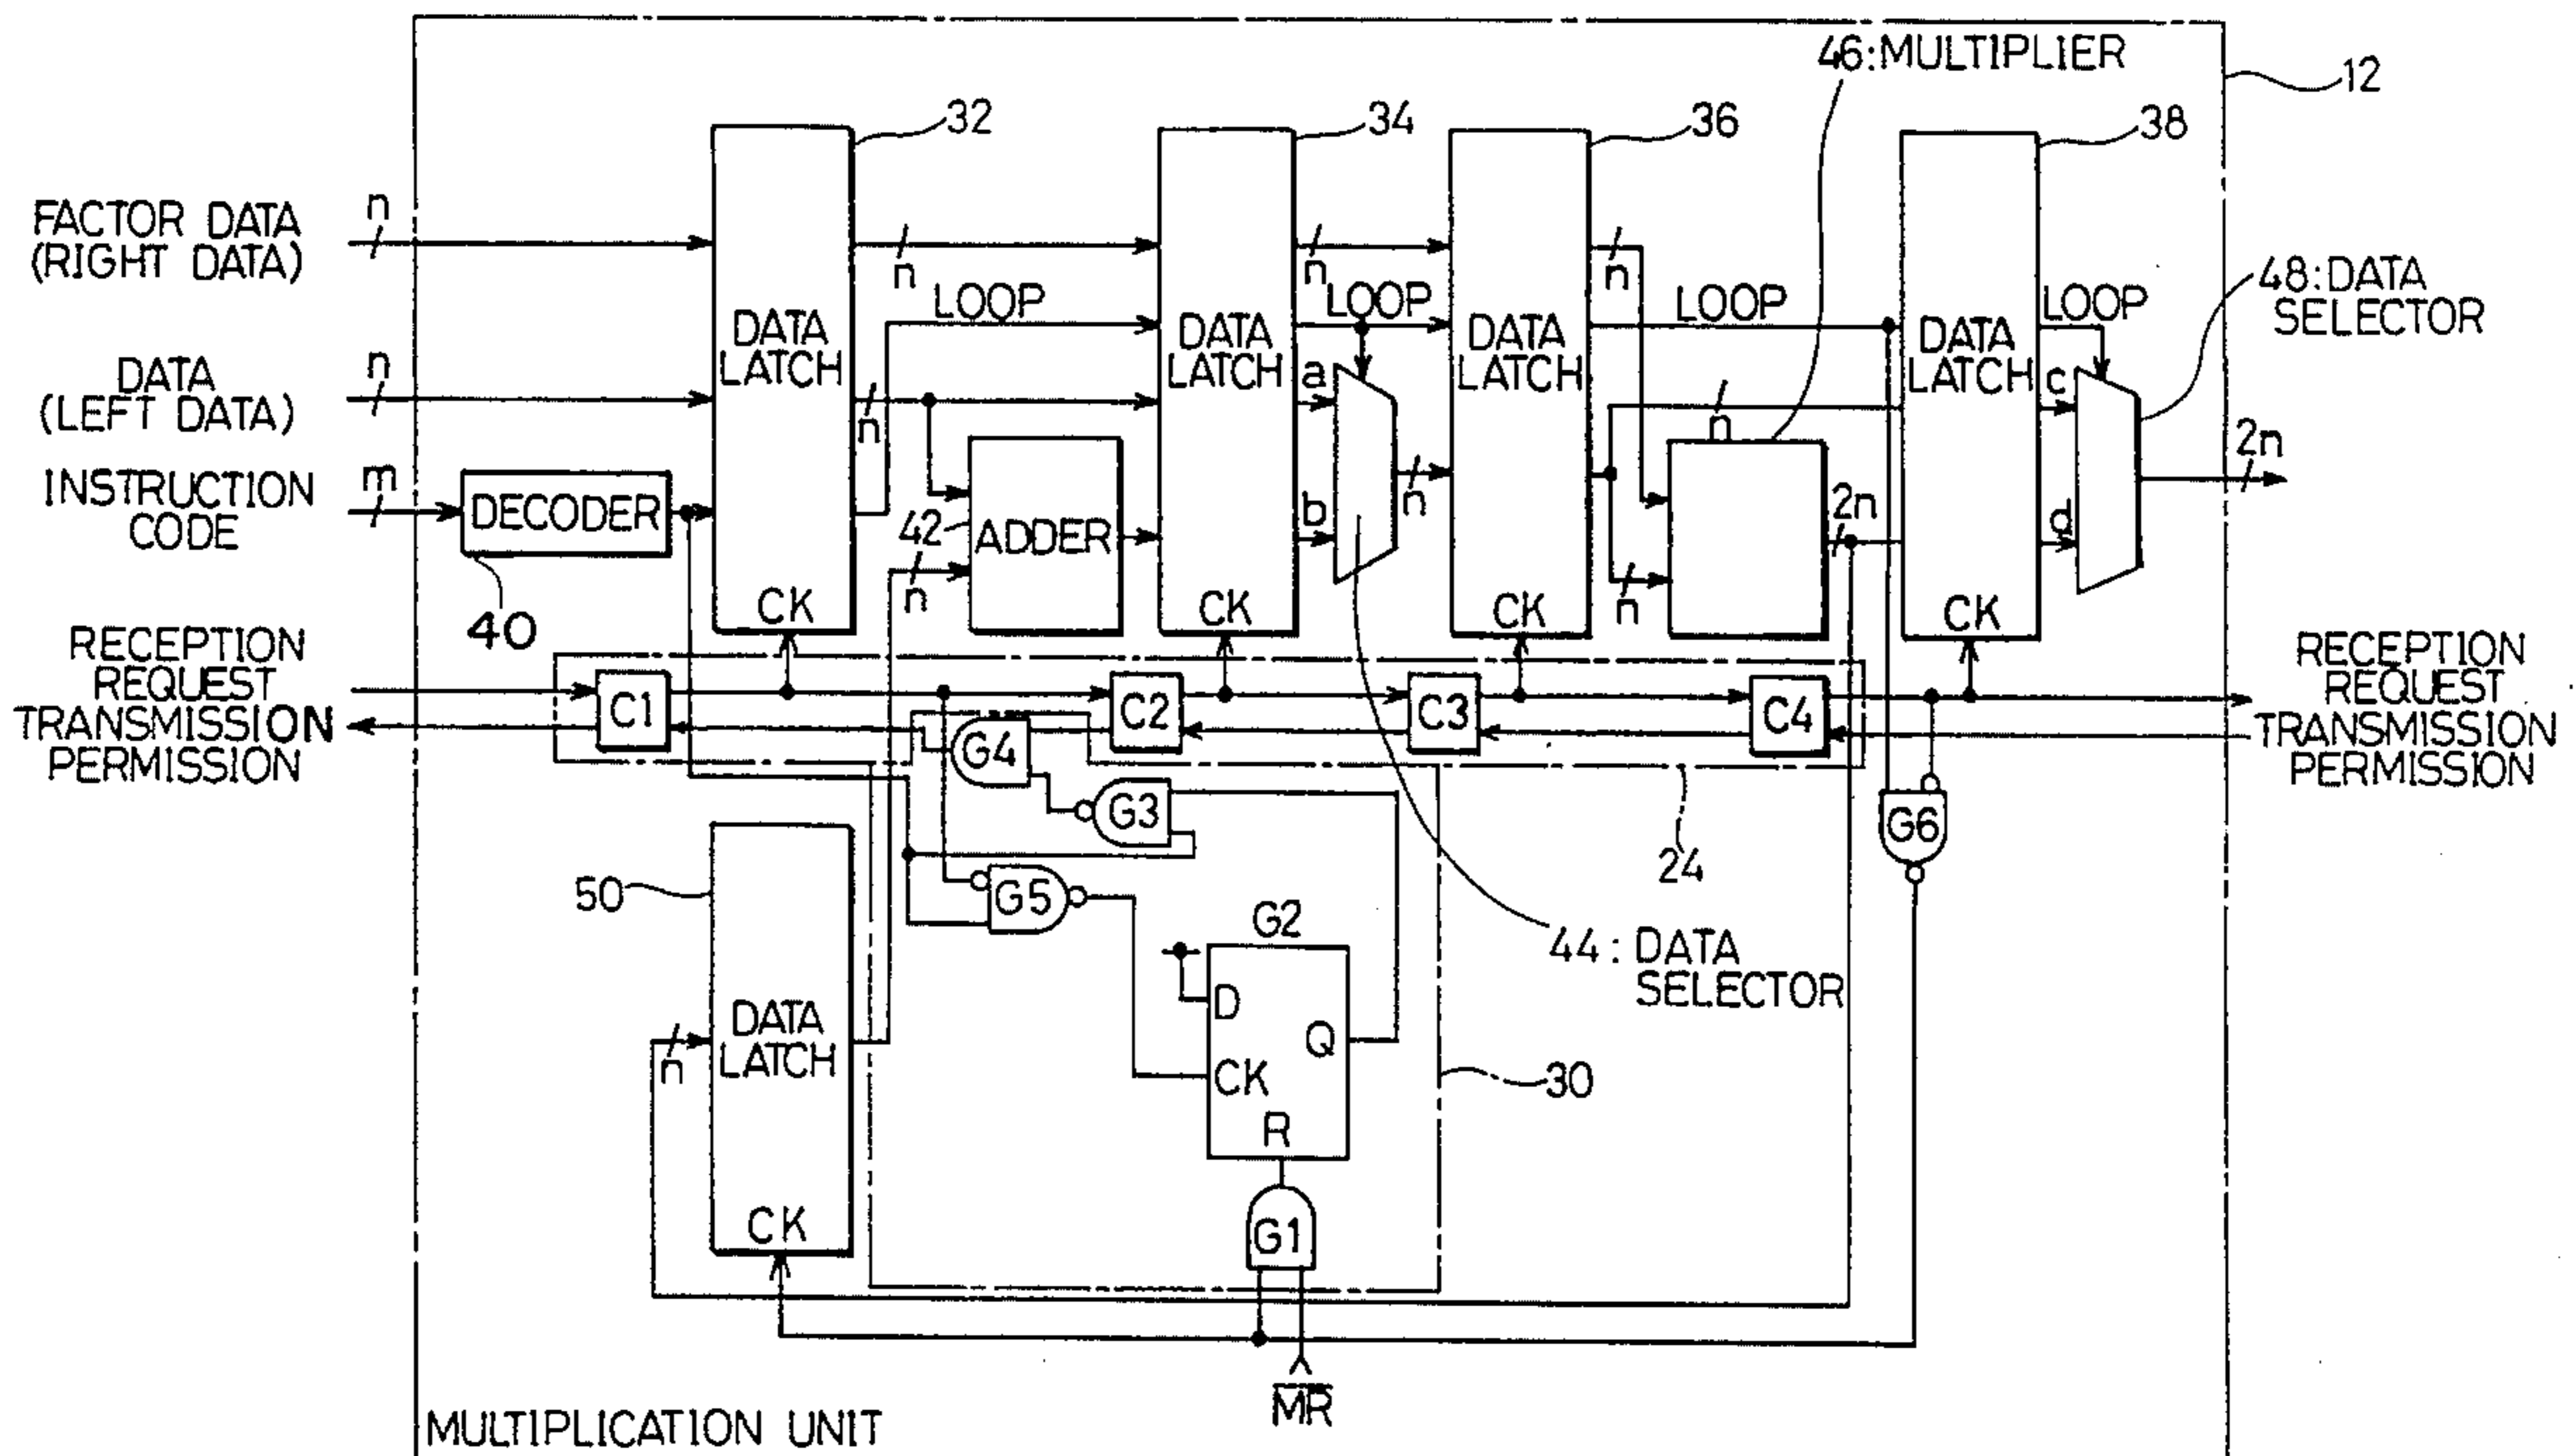 46:MULTIPLIER
12
32
34
36
38
FACTOR DATA
(RIGHT DATA)
n
n
n
n
LOOP
LOOP
LOOP
LOOP
48:DATA
SELECTOR
DATA
LATCH
DATA
LATCH
DATA
LATCH
DATA
LATCH
DATA
(LEFT DATA)
n
n
a
n
c
INSTRUCTION
CODE
m
DECODER
40
42
ADDER
n
b
n
n
2n
d
2n
CK
CK
CK
CK
RECEPTION
REQUEST
TRANSMISSION
PERMISSION
C1
C2
C3
C4
RECEPTION
REQUEST
TRANSMISSION
PERMISSION
G4
G3
G6
24
50
G5
G2
44:DATA
SELECTOR
DATA
LATCH
n
D
Q
CK
R
30
CK
G1
MR
MULTIPLICATION UNIT